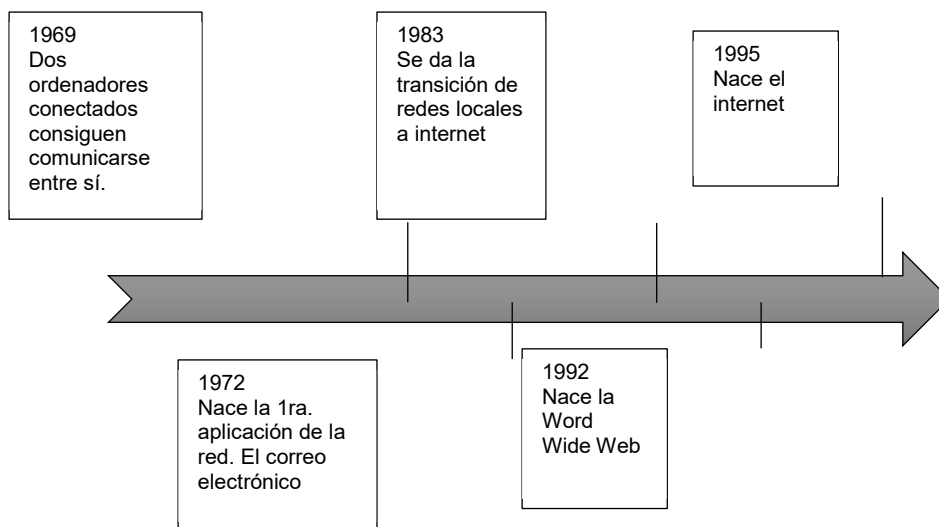 1969
Dos
ordenadores
conectados
consiguen
comunicarse
entre sí.
1983
Se da la
transición de
redes locales
a internet
1995
Nace el
internet
1972
Nace la 1ra.
aplicación de la
red. El correo
electrónico
1992
Nace la
Word
Wide Web